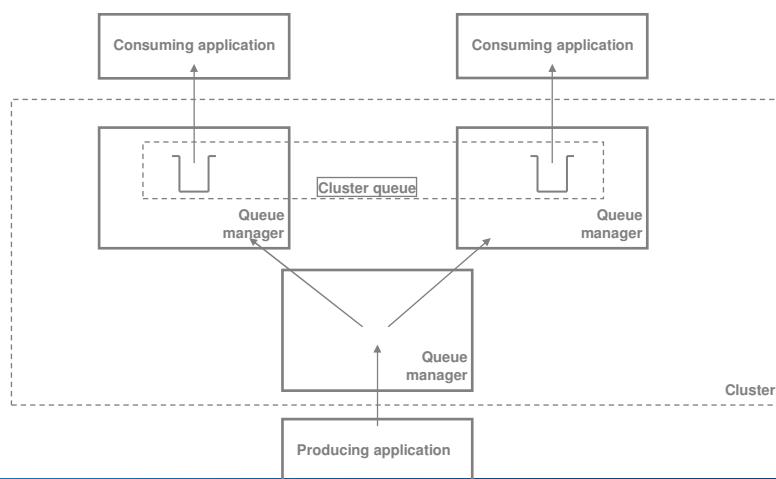 Consuming application
Consuming application
Cluster queue
Queue
manager
Queue
manager
Queue
manager
Cluster
Producing application